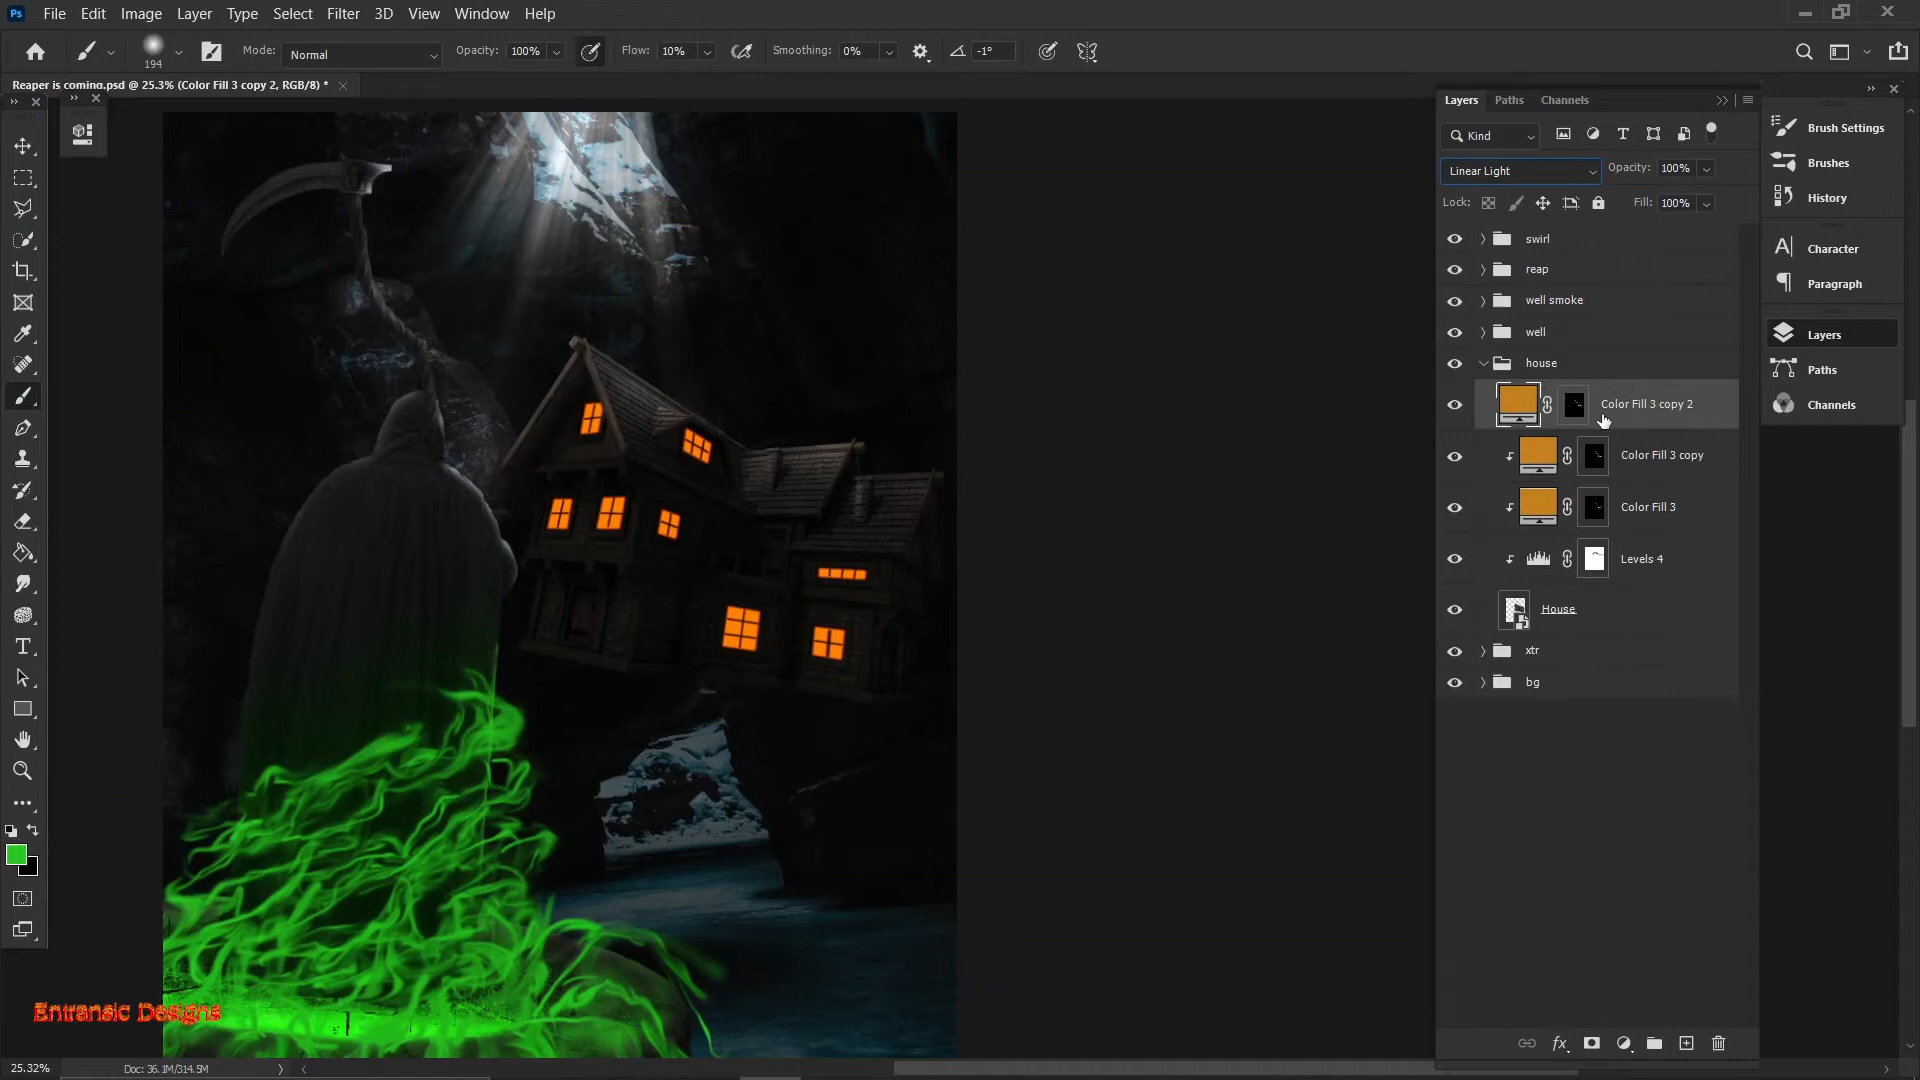 Ps File Edit Image Layer Type Select Filter 3D View Window Help
194 Mode: Normal Opacity: 100% Flow: 10% Smoothing: 0% -1°
Reaper is coming.psd @ 25.3% (Color Fill 3 copy 2, RGB/8) *
Layers Paths Channels
Kind
Linear Light Opacity: 100%
Lock: Fill: 100%
swirl
reap
well smoke
well
house
Color Fill 3 copy 2
Color Fill 3 copy
Color Fill 3
Levels 4
House
xtr
bg
Brush Settings
Brushes
History
Character
Paragraph
Layers
Paths
Channels
Entransic Designs
25.32% Doc: 36.1M/314.5M